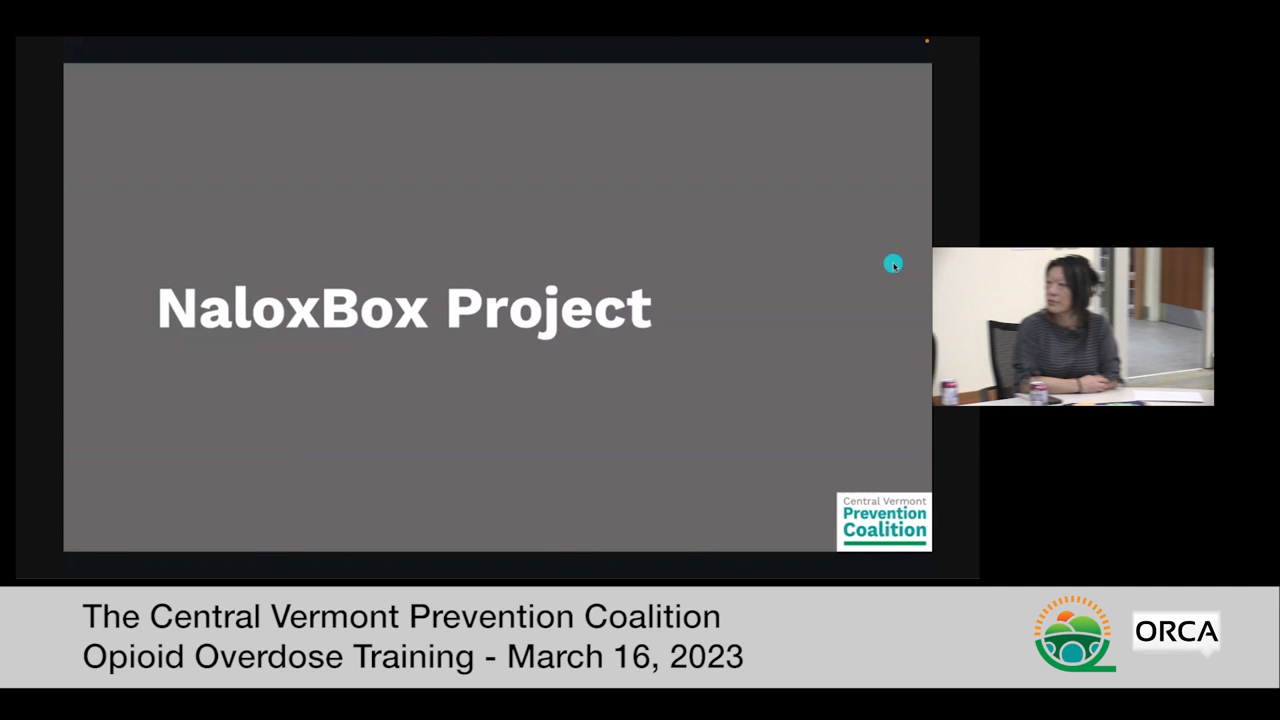 NaloxBox Project
Central Vermont
Prevention
Coalition
The Central Vermont Prevention Coalition
Opioid Overdose Training - March 16, 2023
ORCA